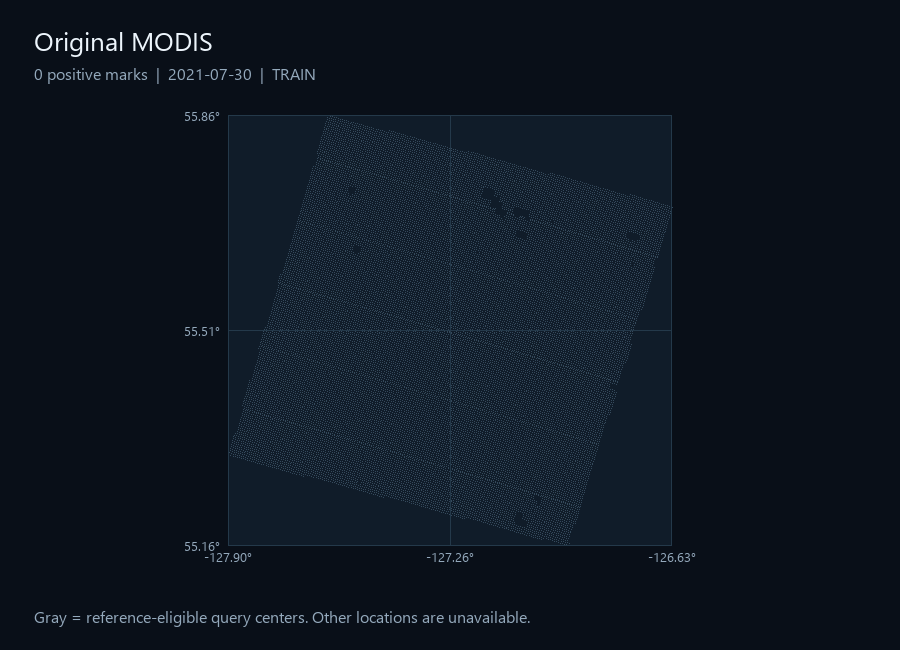 Original MODIS
0 positive marks | 2021-07-30 | TRAIN
55.86°
55.51°
55.16°
-127.90°
-127.26°
-126.63°
Gray = reference-eligible query centers. Other locations are unavailable.